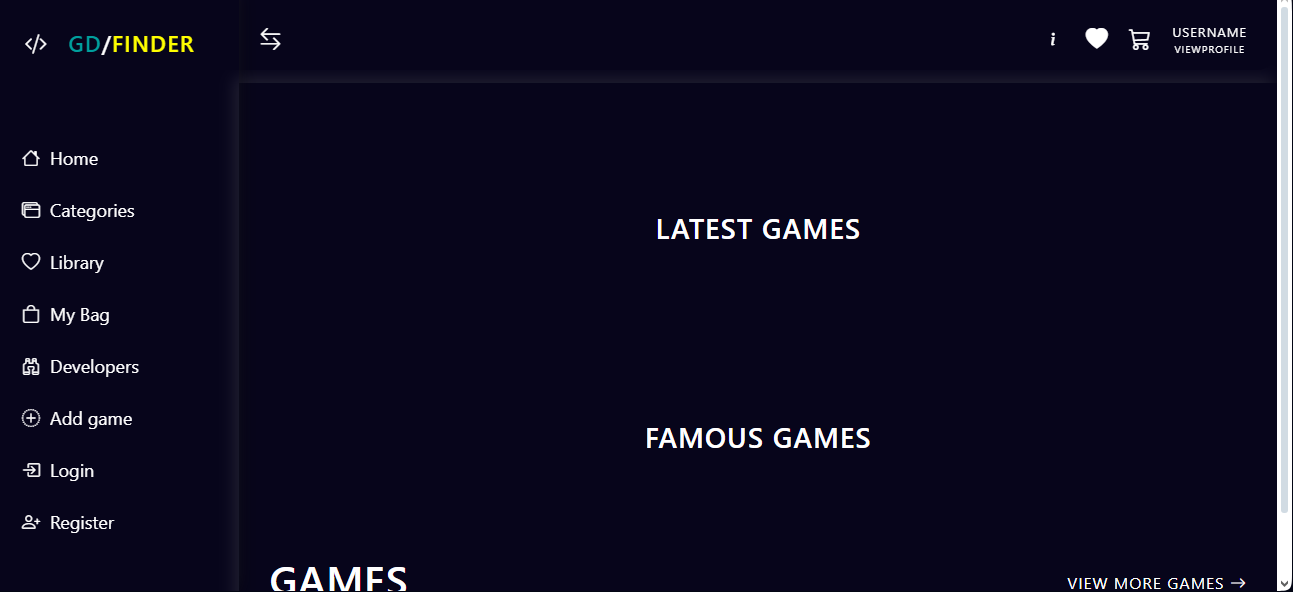 GD/FINDER
USERNAME
VIEWPROFILE
Home
Categories
Library
My Bag
Developers
Add game
Login
Register
LATEST GAMES
FAMOUS GAMES
GAMES
VIEW MORE GAMES →